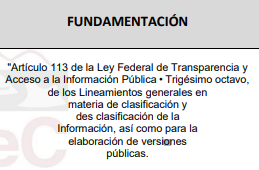 FUNDAMENTACIÓN
"Artículo 113 de la Ley Federal de Transparencia y
Acceso a la Información Pública • Trigésimo octavo,
de los Lineamientos generales en
materia de clasificación y
des clasificación de la
Información, así como para la
elaboración de versiones
públicas.
eC